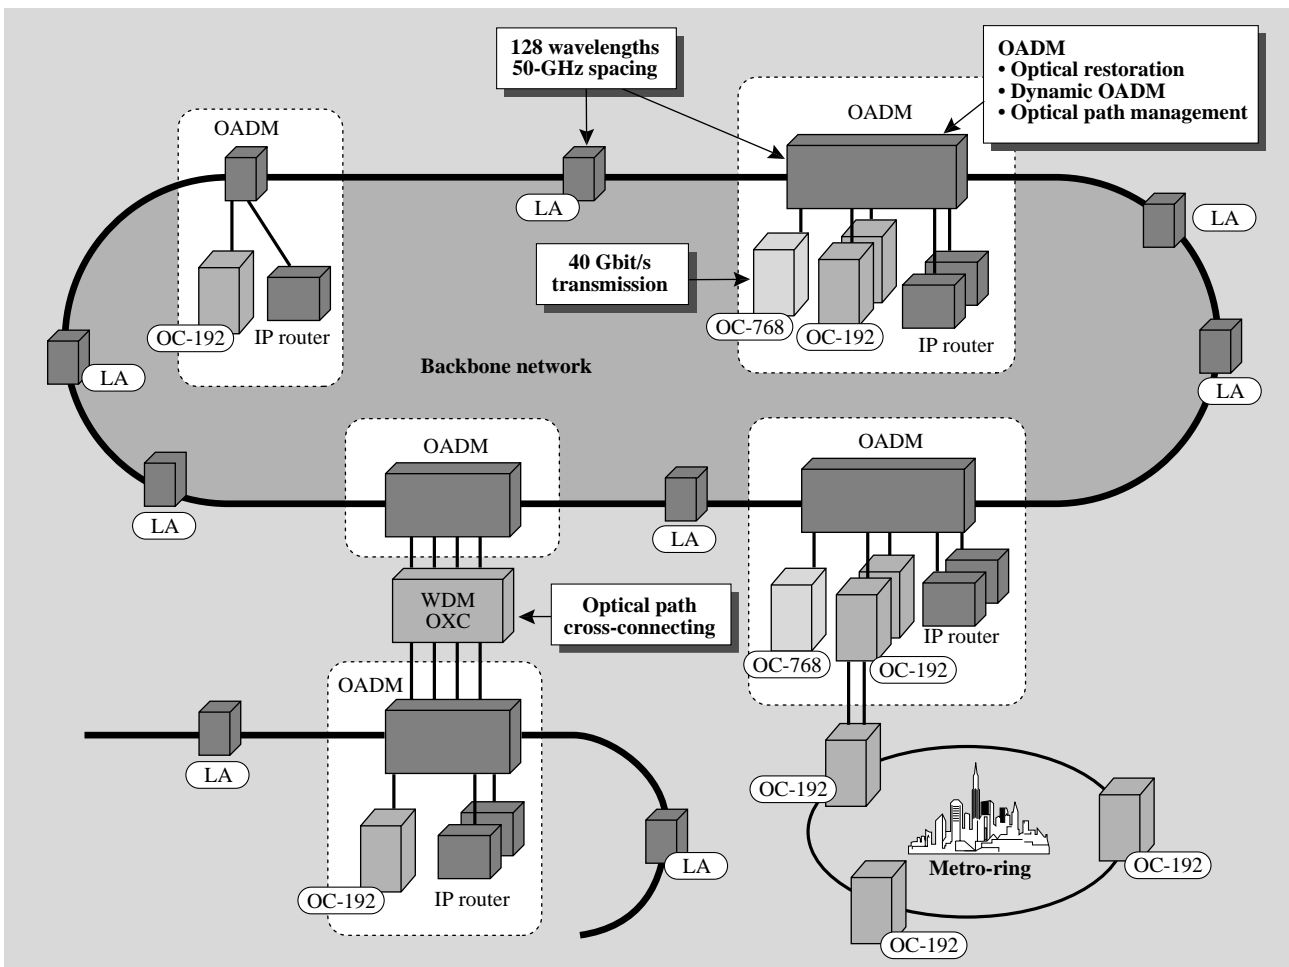 128 wavelengths
50-GHz spacing
OADM
• Optical restoration
• Dynamic OADM
• Optical path management
OADM
OADM
LA
LA
40 Gbit/s
transmission
OC-192
IP router
OC-768
OC-192
IP router
Backbone network
LA
LA
OADM
OADM
LA
LA
WDM
OXC
Optical path
cross-connecting
IP router
OC-768
OC-192
OADM
LA
OC-192
Metro-ring
LA
OC-192
OC-192
IP router
OC-192